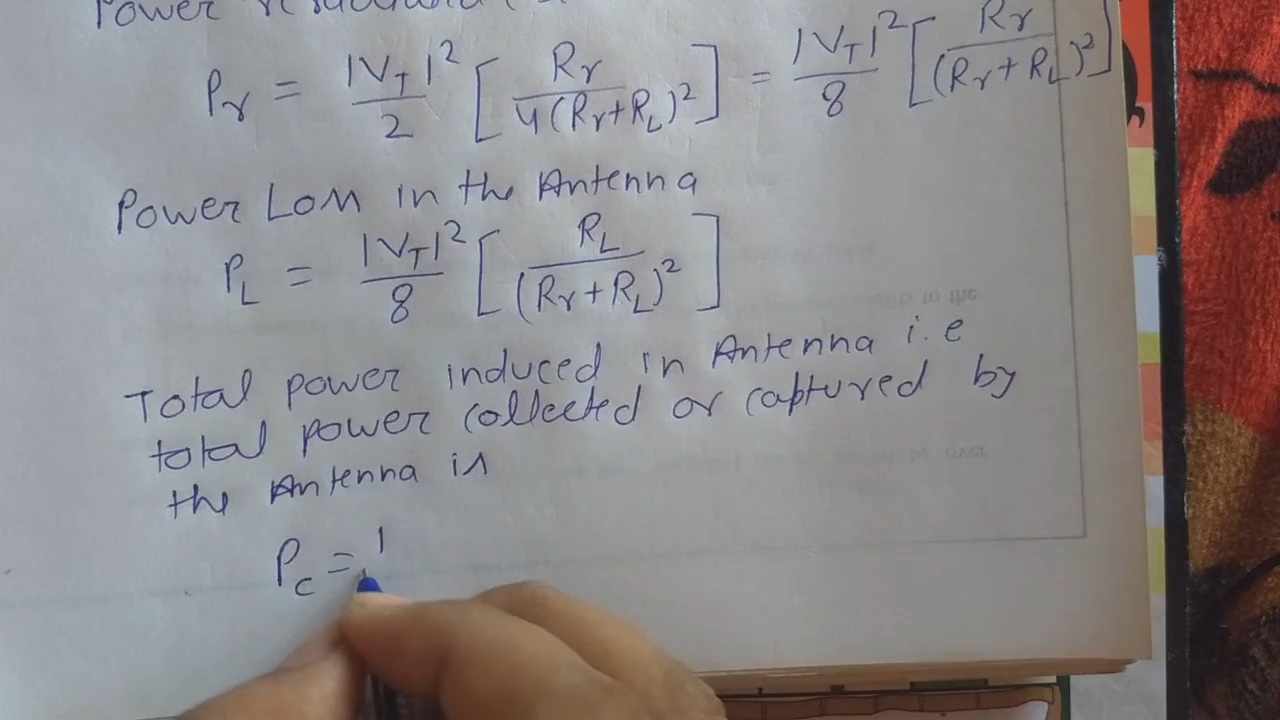 Power
Pr = |VT|²/2 [Rr/4(Rr+RL)²] = |VT|²/8 [Rr/(Rr+RL)²]
Power Loss in the Antenna
PL = |VT|²/8 [RL/(Rr+RL)²]
Total power induced in Antenna i.e
total power collected or captured by
the Antenna is
Pc = 1